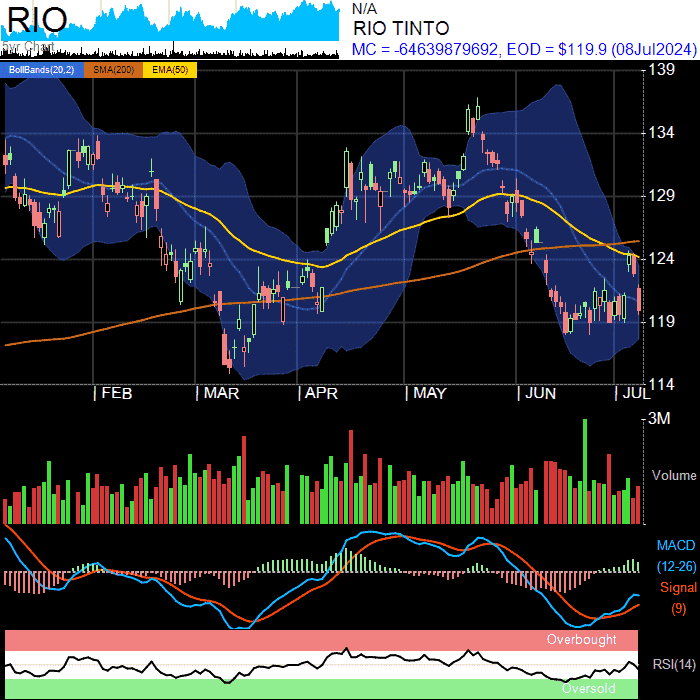 RIO
5yr Chart
N/A
RIO TINTO
MC = -64639879692, EOD = $119.9 (08Jul2024)
BollBands(20,2) SMA(200) EMA(50)
139
134
129
124
119
114
| FEB | MAR | APR | MAY | JUN | JUL
3M
Volume
MACD
(12-26)
Signal
(9)
Overbought
RSI(14)
Oversold